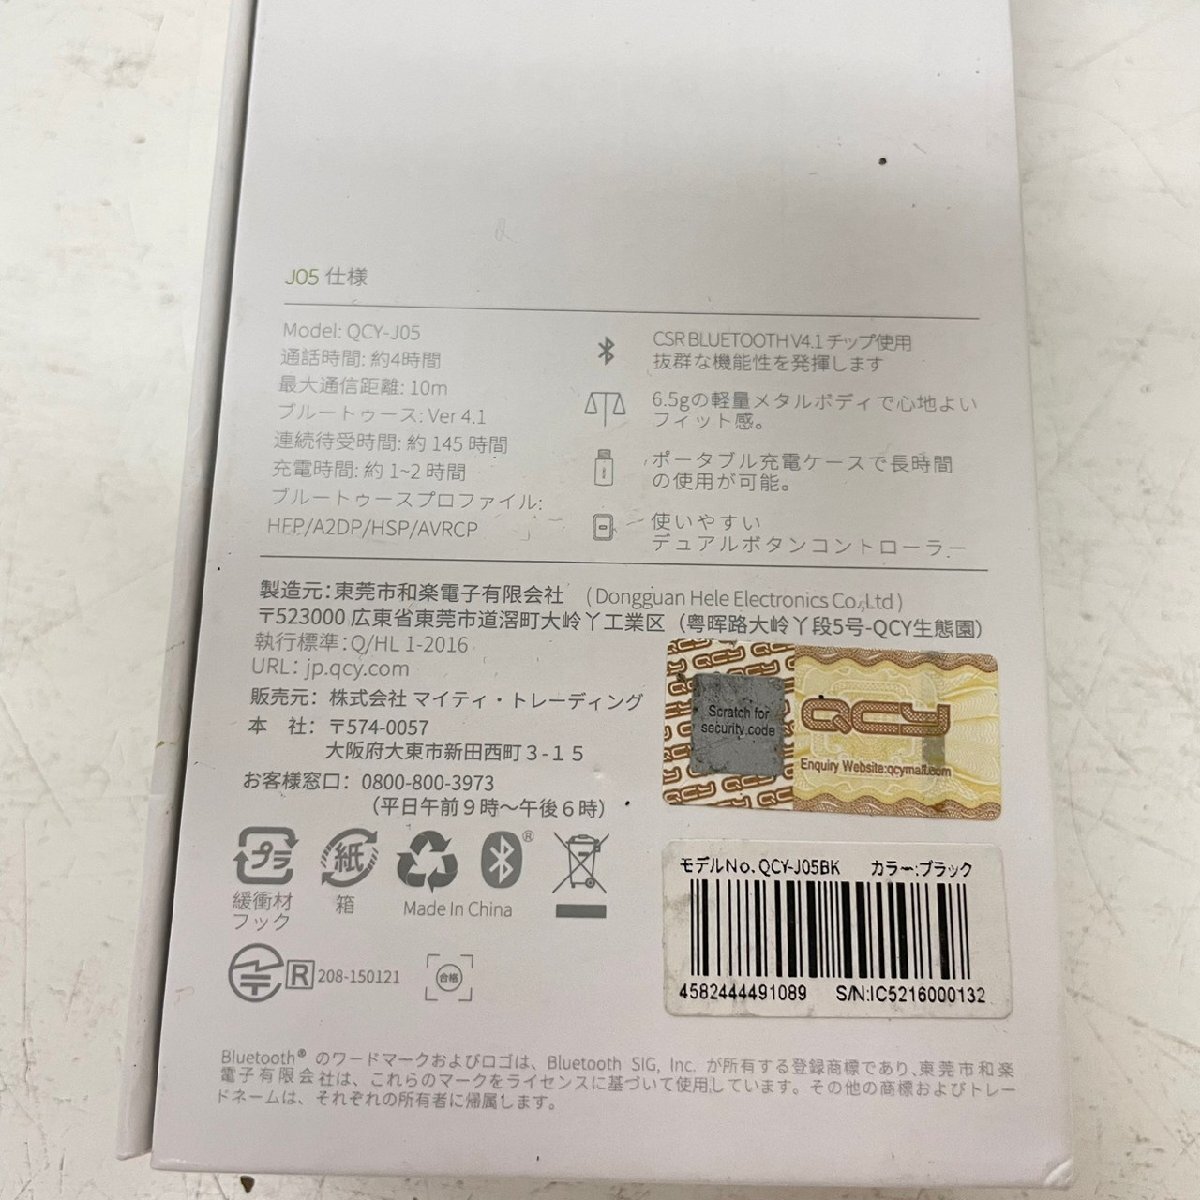 J05 仕様
Model: QCY-J05
通話時間: 約4時間
最大通信距離: 10m
ブルートゥース: Ver 4.1
連続待受時間: 約 145 時間
充電時間: 約 1~2 時間
ブルートゥースプロファイル:
HFP/A2DP/HSP/AVRCP
CSR BLUETOOTH V4.1 チップ使用
抜群な機能性を発揮します
6.5gの軽量メタルボディで心地よい
フィット感。
ポータブル充電ケースで長時間
の使用が可能。
使いやすい
デュアルボタンコントローラー
製造元: 東莞市和楽電子有限会社 (Dongguan Hele Electronics Co.,Ltd)
〒523000 広東省東莞市道滘町大岭丫工業区 (粤晖路大岭丫段5号-QCY生態園)
執行標準: Q/HL 1-2016
URL: jp.qcy.com
販売元: 株式会社 マイティ・トレーディング
本 社: 〒574-0057
大阪府大東市新田西町3-15
お客様窓口: 0800-800-3973
(平日午前9時〜午後6時)
Scratch for
security code
QCY
Enquiry Website:qcymall.com
プラ
緩衝材
フック
紙
箱
Made In China
®
R 208-150121
合格
モデルNo.QCY-J05BK カラー:ブラック
4582444491089 S/N:IC5216000132
Bluetooth® のワードマークおよびロゴは、Bluetooth SIG, Inc. が所有する登録商標であり、東莞市和楽
電子有限会社は、これらのマークをライセンスに基づいて使用しています。その他の商標およびトレー
ドネームは、それぞれの所有者に帰属します。